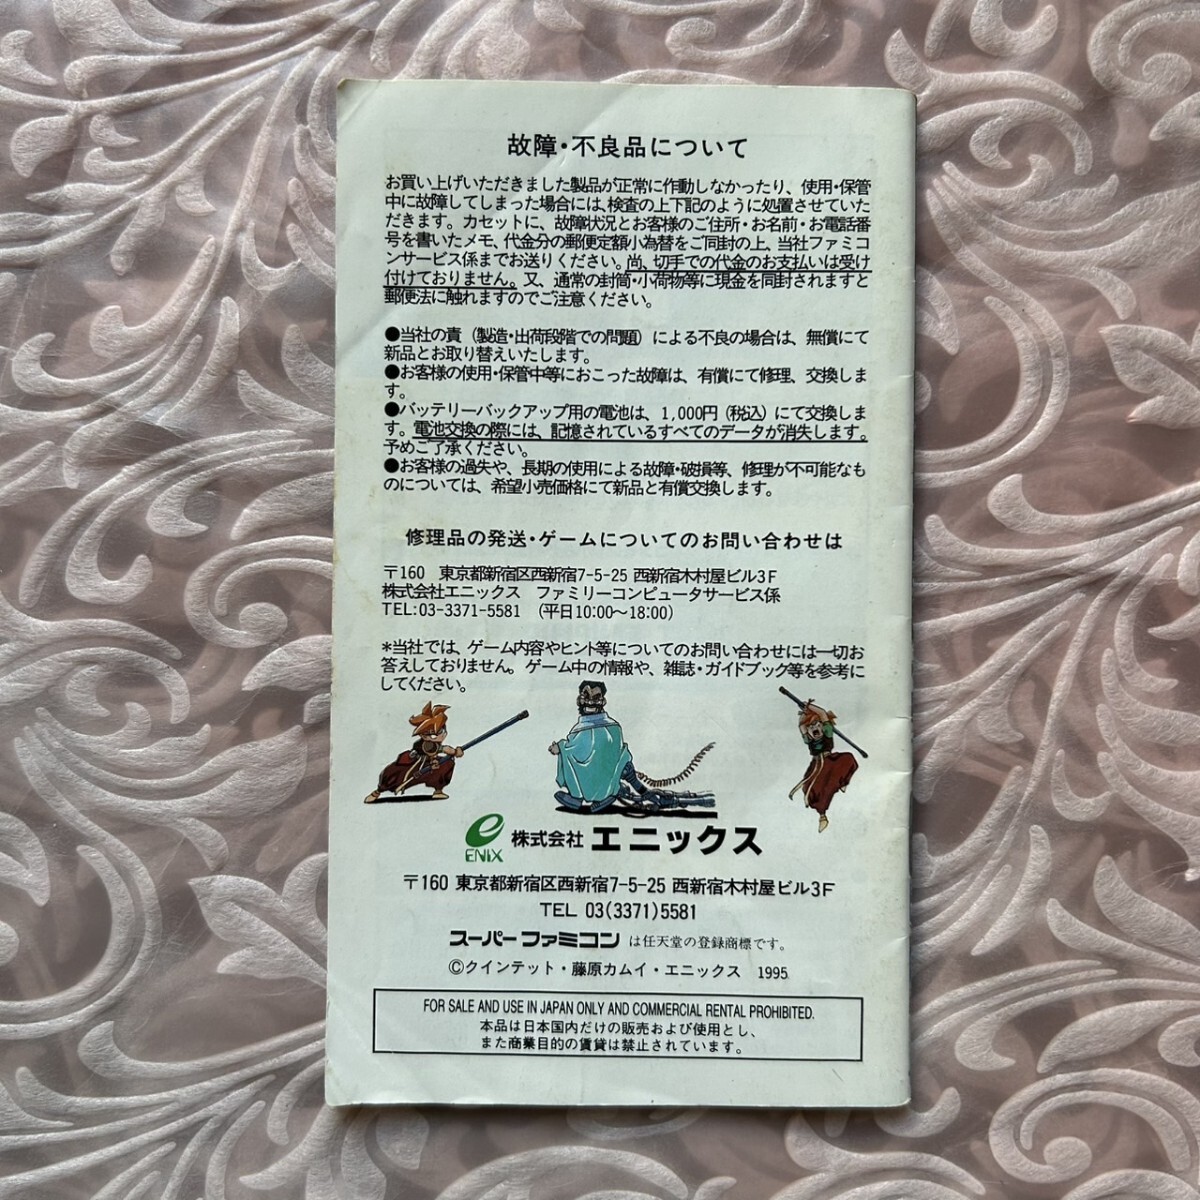 故障・不良品について
お買い上げいただきました製品が正常に作動しなかったり、使用・保管
中に故障してしまった場合には、検査の上下記のように処置させていた
だきます。カセットに、故障状況とお客様のご住所・お名前・お電話番
号を書いたメモ、代金分の郵便定額小為替をご同封の上、当社ファミコ
ンサービス係までお送りください。尚、切手での代金のお支払いは受け
付けておりません。又、通常の封筒・小荷物等に現金を同封されますと
郵便法に触れますのでご注意ください。
●当社の責(製造・出荷段階での問題)による不良の場合は、無償にて
新品とお取り替えいたします。
●お客様の使用・保管中等におこった故障は、有償にて修理、交換しま
す。
●バッテリーバックアップ用の電池は、1,000円(税込)にて交換しま
す。電池交換の際には、記憶されているすべてのデータが消失します。
予めご了承ください。
●お客様の過失や、長期の使用による故障・破損等、修理が不可能なも
のについては、希望小売価格にて新品と有償交換します。
修理品の発送・ゲームについてのお問い合わせは
〒160 東京都新宿区西新宿7-5-25 西新宿木村屋ビル3F
株式会社エニックス ファミリーコンピュータサービス係
TEL:03-3371-5581 (平日10:00〜18:00)
*当社では、ゲーム内容やヒント等についてのお問い合わせには一切お
答えしておりません。ゲーム中の情報や、雑誌・ガイドブック等を参考に
してください。
ENIX 株式会社 エニックス
〒160 東京都新宿区西新宿7-5-25 西新宿木村屋ビル3F
TEL 03(3371)5581
スーパーファミコン は任天堂の登録商標です。
©クインテット・藤原カムイ・エニックス 1995
FOR SALE AND USE IN JAPAN ONLY AND COMMERCIAL RENTAL PROHIBITED.
本品は日本国内だけの販売および使用とし、
また商業目的の賃貸は禁止されています。